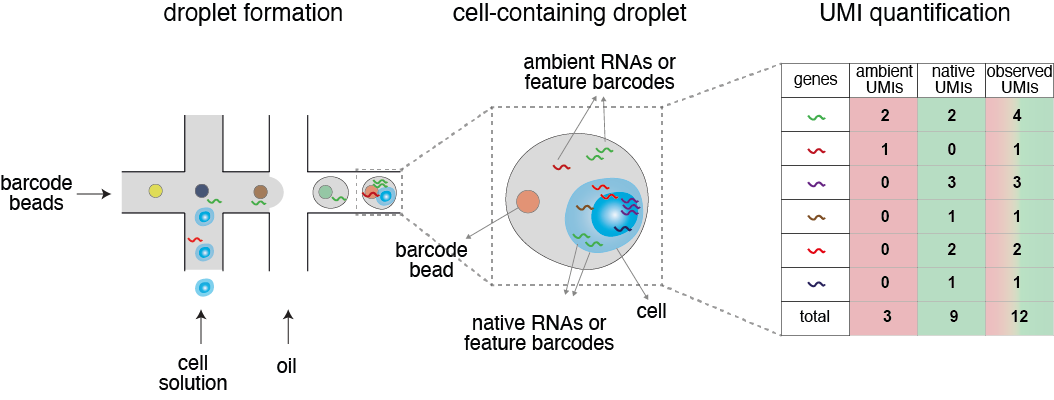 droplet formation
cell-containing droplet
UMI quantification
barcode
beads
cell
solution
oil
ambient RNAs or
feature barcodes
barcode
bead
native RNAs or
feature barcodes
cell
genes ambient UMIs native UMIs observed UMIs
2 2 4
1 0 1
0 3 3
0 1 1
0 2 2
0 1 1
total 3 9 12